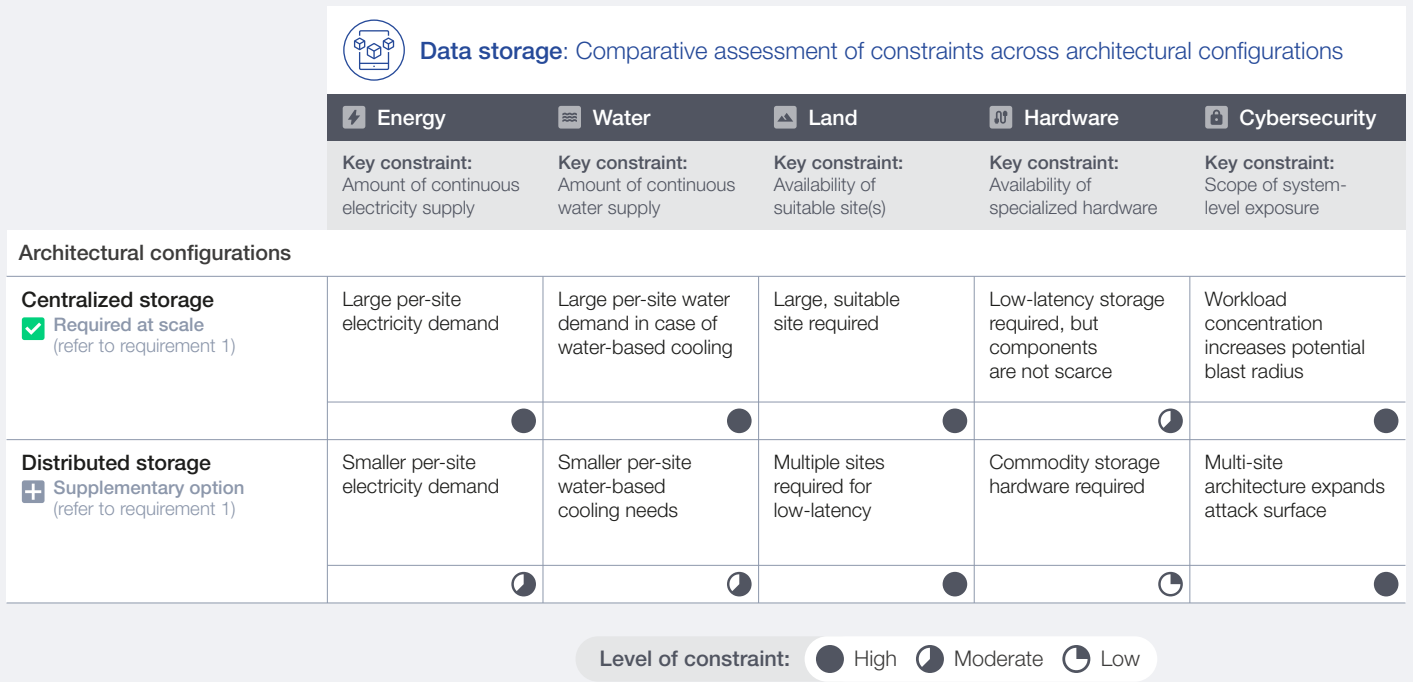 Data storage: Comparative assessment of constraints across architectural configurations
Energy
Water
Land
Hardware
Cybersecurity
Key constraint:
Amount of continuous
electricity supply
Key constraint:
Amount of continuous
water supply
Key constraint:
Availability of
suitable site(s)
Key constraint:
Availability of
specialized hardware
Key constraint:
Scope of system-
level exposure
Architectural configurations
Centralized storage
Required at scale
(refer to requirement 1)
Large per-site
electricity demand
Large per-site water
demand in case of
water-based cooling
Large, suitable
site required
Low-latency storage
required, but
components
are not scarce
Workload
concentration
increases potential
blast radius
Distributed storage
Supplementary option
(refer to requirement 1)
Smaller per-site
electricity demand
Smaller per-site
water-based
cooling needs
Multiple sites
required for
low-latency
Commodity storage
hardware required
Multi-site
architecture expands
attack surface
Level of constraint:
High
Moderate
Low